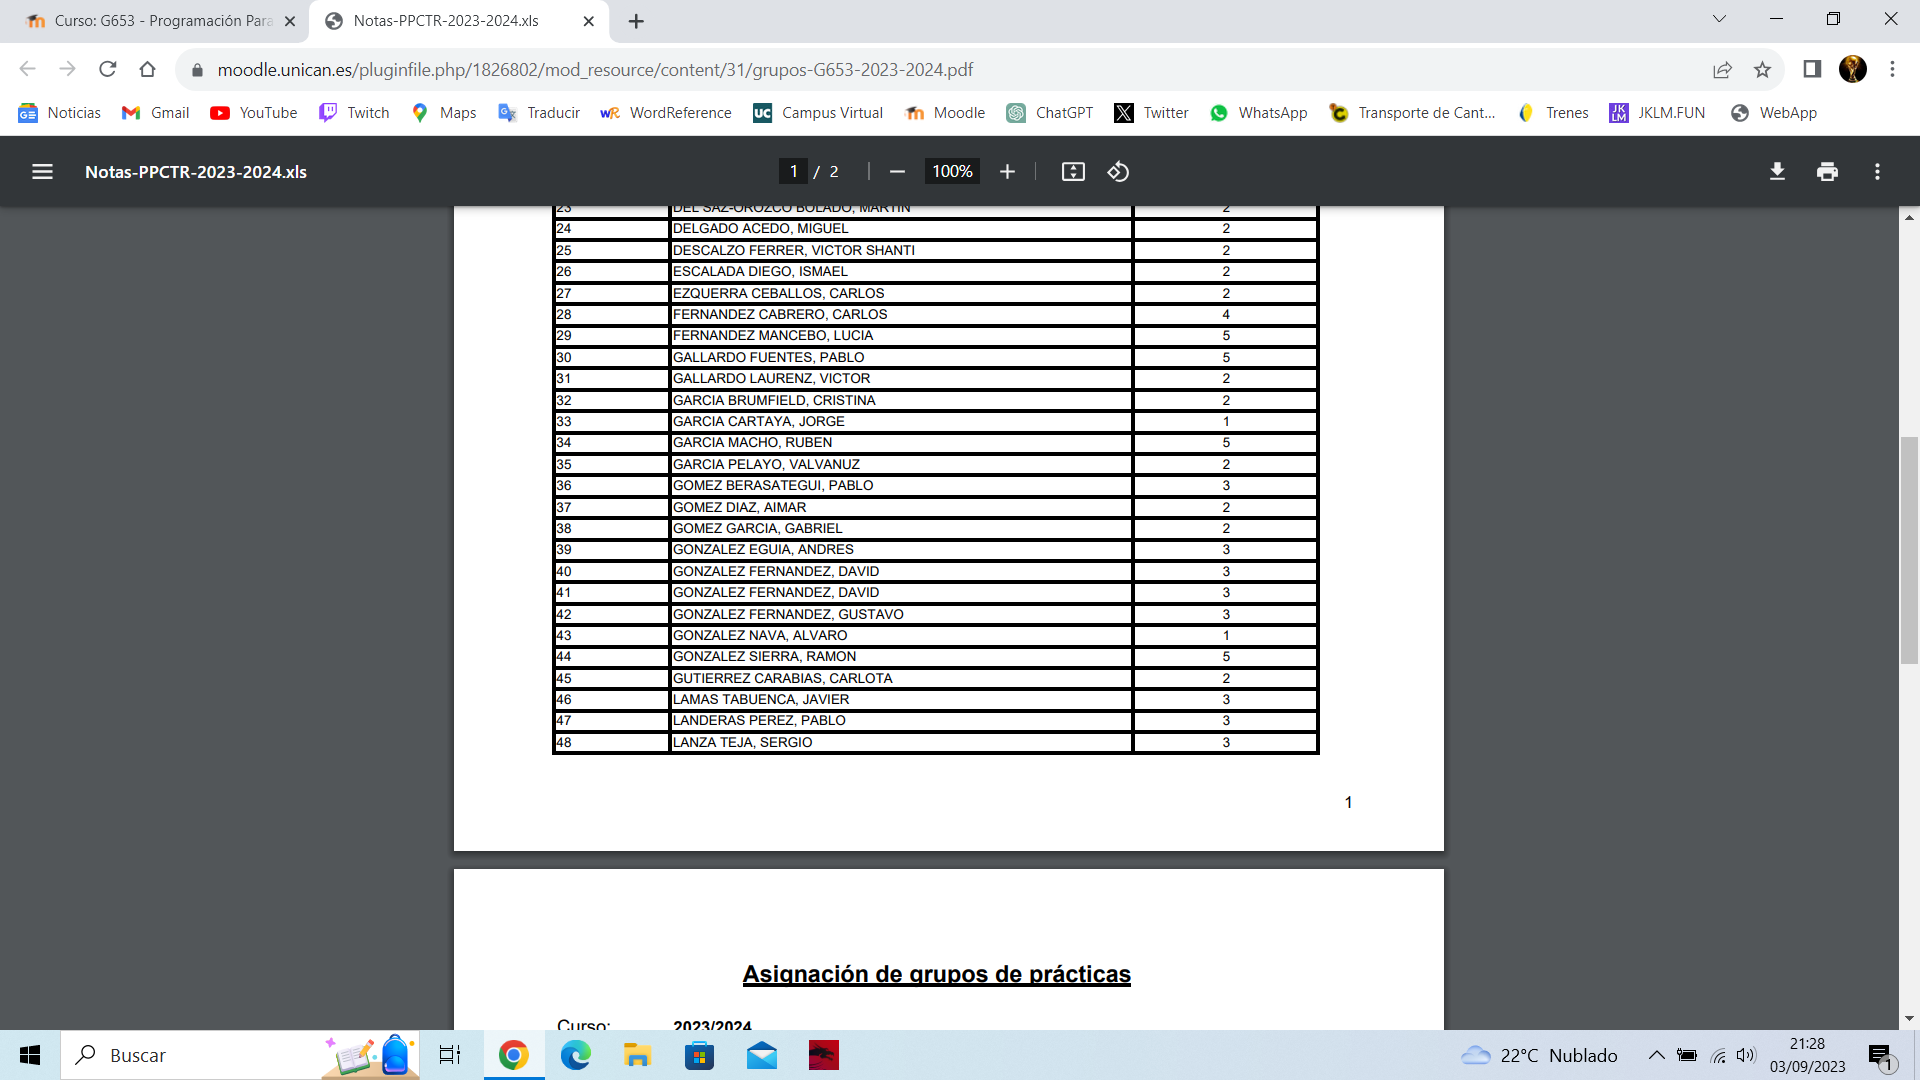 Curso: G653 - Programación Para
Notas-PPCTR-2023-2024.xls
moodle.unican.es/pluginfile.php/1826802/mod_resource/content/31/grupos-G653-2023-2024.pdf
Noticias Gmail YouTube Twitch Maps Traducir WordReference Campus Virtual Moodle ChatGPT Twitter WhatsApp Transporte de Cant... Trenes JKLM.FUN WebApp
Notas-PPCTR-2023-2024.xls 1 / 2 100%
23 DEL SAZ-OROZCO BOLADO, MARTIN 2
24 DELGADO ACEDO, MIGUEL 2
25 DESCALZO FERRER, VICTOR SHANTI 2
26 ESCALADA DIEGO, ISMAEL 2
27 EZQUERRA CEBALLOS, CARLOS 2
28 FERNANDEZ CABRERO, CARLOS 4
29 FERNANDEZ MANCEBO, LUCIA 5
30 GALLARDO FUENTES, PABLO 5
31 GALLARDO LAURENZ, VICTOR 2
32 GARCIA BRUMFIELD, CRISTINA 2
33 GARCIA CARTAYA, JORGE 1
34 GARCIA MACHO, RUBEN 5
35 GARCIA PELAYO, VALVANUZ 2
36 GOMEZ BERASATEGUI, PABLO 3
37 GOMEZ DIAZ, AIMAR 2
38 GOMEZ GARCIA, GABRIEL 2
39 GONZALEZ EGUIA, ANDRES 3
40 GONZALEZ FERNANDEZ, DAVID 3
41 GONZALEZ FERNANDEZ, DAVID 3
42 GONZALEZ FERNANDEZ, GUSTAVO 3
43 GONZALEZ NAVA, ALVARO 1
44 GONZALEZ SIERRA, RAMON 5
45 GUTIERREZ CARABIAS, CARLOTA 2
46 LAMAS TABUENCA, JAVIER 3
47 LANDERAS PEREZ, PABLO 3
48 LANZA TEJA, SERGIO 3
1
Asignación de grupos de prácticas
Curso: 2023/2024
Buscar
22°C Nublado
21:28
03/09/2023
1